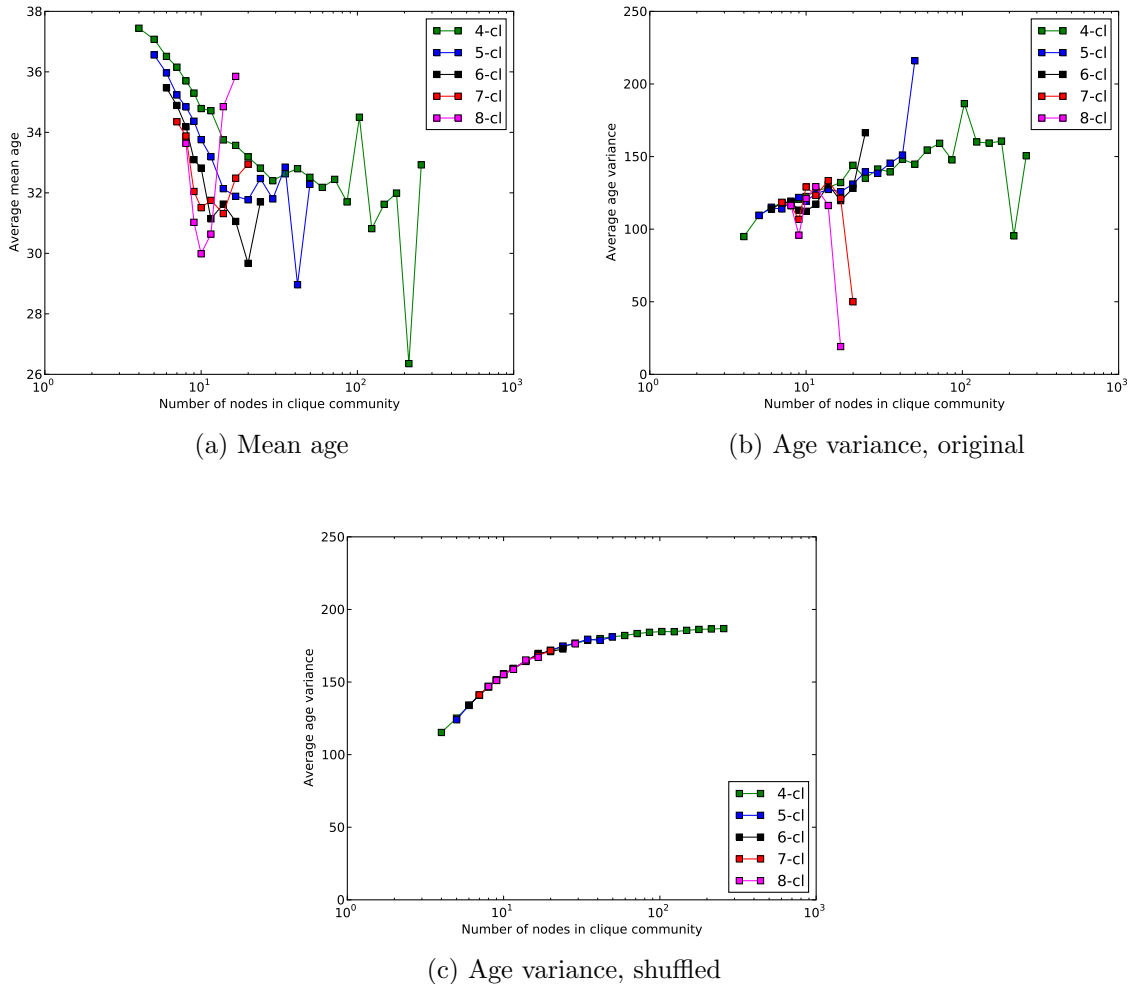 38
36
34
32
30
28
26
Average mean age
10^0
10^1
10^2
10^3
Number of nodes in clique community
4-cl
5-cl
6-cl
7-cl
8-cl
(a) Mean age
250
200
150
100
50
0
Average age variance
10^0
10^1
10^2
10^3
Number of nodes in clique community
4-cl
5-cl
6-cl
7-cl
8-cl
(b) Age variance, original
250
200
150
100
50
0
Average age variance
10^0
10^1
10^2
10^3
Number of nodes in clique community
4-cl
5-cl
6-cl
7-cl
8-cl
(c) Age variance, shuffled